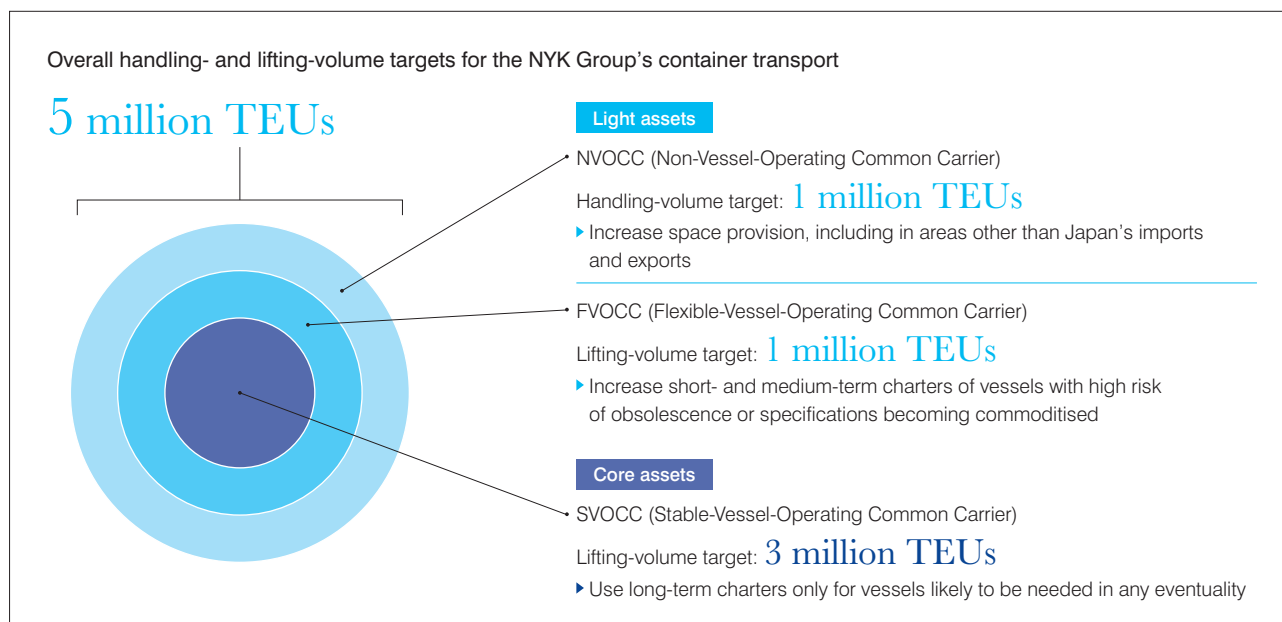 Overall handling- and lifting-volume targets for the NYK Group's container transport
5 million TEUs
Light assets
NVOCC (Non-Vessel-Operating Common Carrier)
Handling-volume target: 1 million TEUs
Increase space provision, including in areas other than Japan's imports
and exports
FVOCC (Flexible-Vessel-Operating Common Carrier)
Lifting-volume target: 1 million TEUs
Increase short- and medium-term charters of vessels with high risk
of obsolescence or specifications becoming commoditised
Core assets
SVOCC (Stable-Vessel-Operating Common Carrier)
Lifting-volume target: 3 million TEUs
Use long-term charters only for vessels likely to be needed in any eventuality